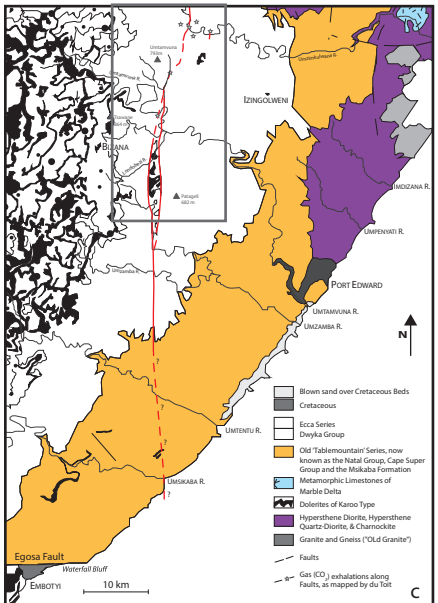 Umtamvuna
793m
Umtamvuna R.
IZINGOLWENI
BIZANA
IMDIZANA R.
Patageli
682 m
UMPENYATI R.
Umzamba R.
PORT EDWARD
UMTAMVUNA R.
UMZAMBA R.
N
?
Blown sand over Cretaceous Beds
Cretaceous
Ecca Series
Dwyka Group
?
UMTENTU R.
Old 'Tablemountain' Series, now
known as the Natal Group, Cape Super
Group and the Msikaba Formation
?
Metamorphic Limestones of
Marble Delta
UMSIKABA R.
Dolerites of Karoo Type
?
Hypersthene Diorite, Hypersthene
Quartz-Diorite, & Charnockite
Granite and Gneiss ("Old Granite")
Egosa Fault
Faults
Waterfall Bluff
Gas (CO2) exhalations along
Faults, as mapped by du Toit
EMBOTYI
10 km
C